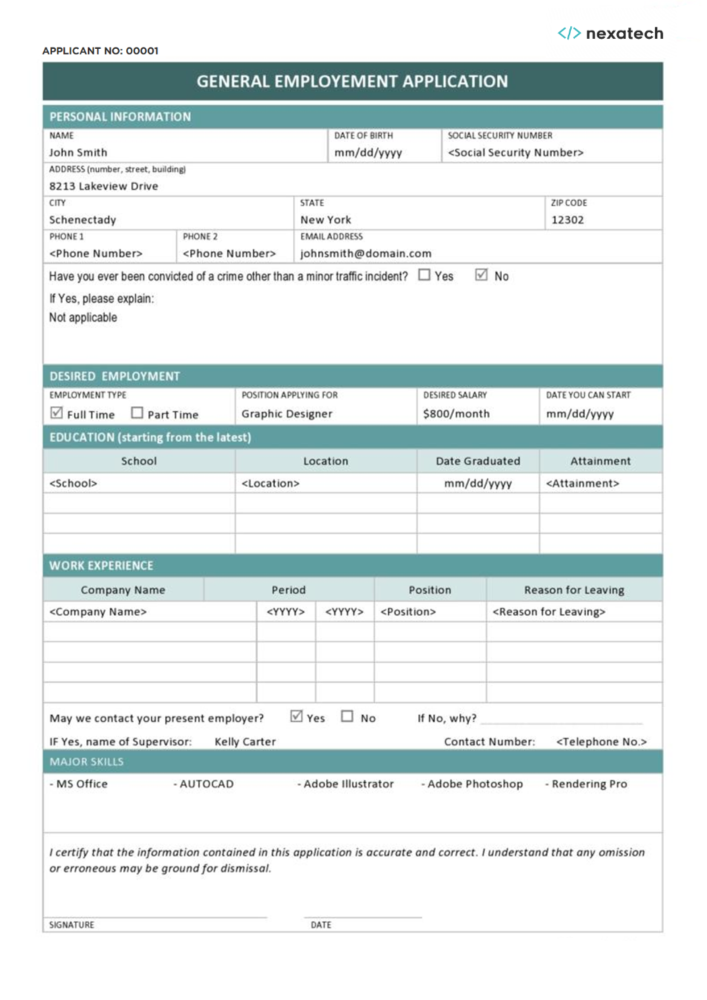 </> nexatech
APPLICANT NO: 00001
GENERAL EMPLOYEMENT APPLICATION
PERSONAL INFORMATION
NAME DATE OF BIRTH SOCIAL SECURITY NUMBER
John Smith mm/dd/yyyy <Social Security Number>
ADDRESS (number, street, building)
8213 Lakeview Drive
CITY STATE ZIP CODE
Schenectady New York 12302
PHONE 1 PHONE 2 EMAIL ADDRESS
<Phone Number> <Phone Number> johnsmith@domain.com
Have you ever been convicted of a crime other than a minor traffic incident? ☐ Yes ☑ No
If Yes, please explain:
Not applicable
DESIRED EMPLOYMENT
EMPLOYMENT TYPE POSITION APPLYING FOR DESIRED SALARY DATE YOU CAN START
☑ Full Time ☐ Part Time Graphic Designer $800/month mm/dd/yyyy
EDUCATION (starting from the latest)
School Location Date Graduated Attainment
<School> <Location> mm/dd/yyyy <Attainment>
WORK EXPERIENCE
Company Name Period Position Reason for Leaving
<Company Name> <YYYY> <YYYY> <Position> <Reason for Leaving>
May we contact your present employer? ☑ Yes ☐ No If No, why?
IF Yes, name of Supervisor: Kelly Carter Contact Number: <Telephone No.>
MAJOR SKILLS
- MS Office - AUTOCAD - Adobe Illustrator - Adobe Photoshop - Rendering Pro
I certify that the information contained in this application is accurate and correct. I understand that any omission
or erroneous may be ground for dismissal.
SIGNATURE DATE